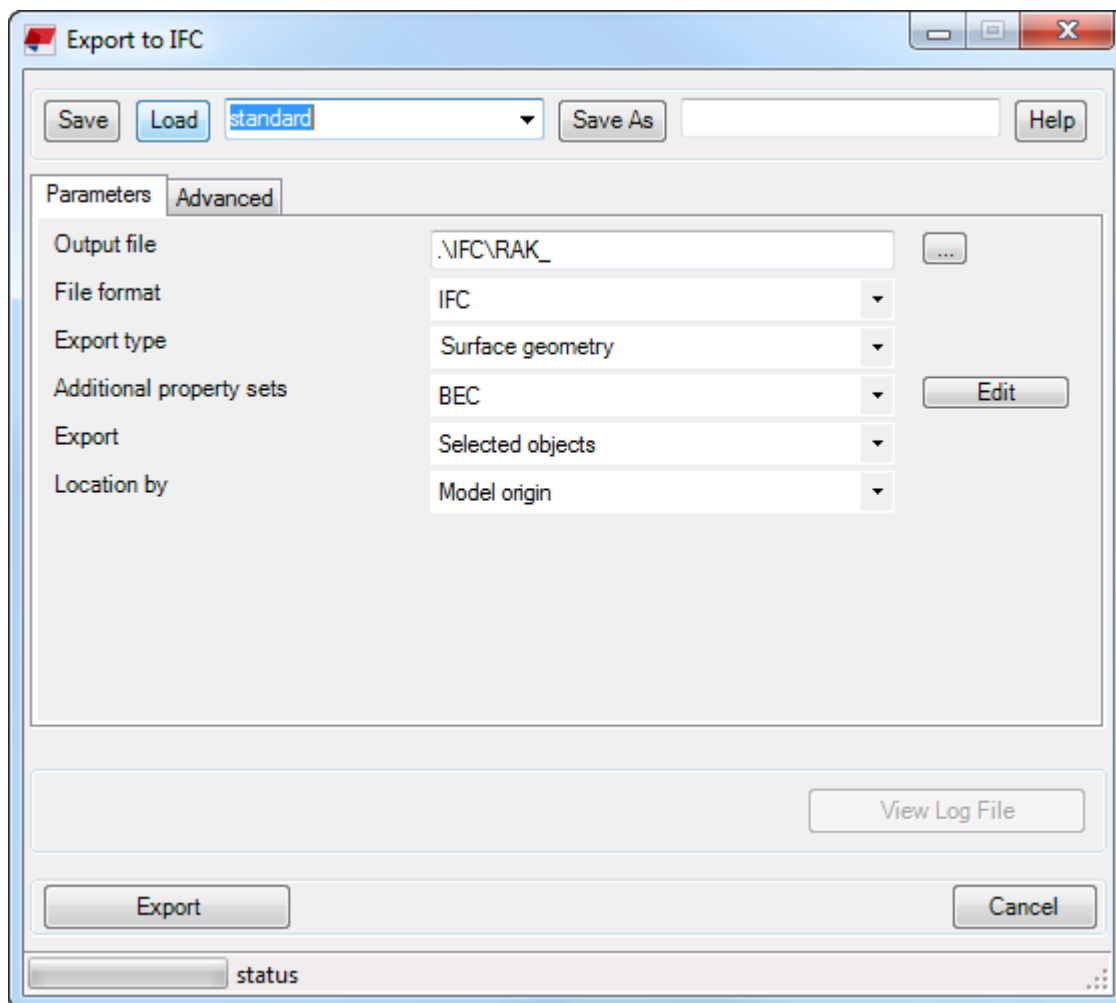 Export to IFC
Save Load standard Save As Help
Parameters Advanced
Output file .\IFC\RAK_ ...
File format IFC
Export type Surface geometry
Additional property sets BEC Edit
Export Selected objects
Location by Model origin
View Log File
Export Cancel
status